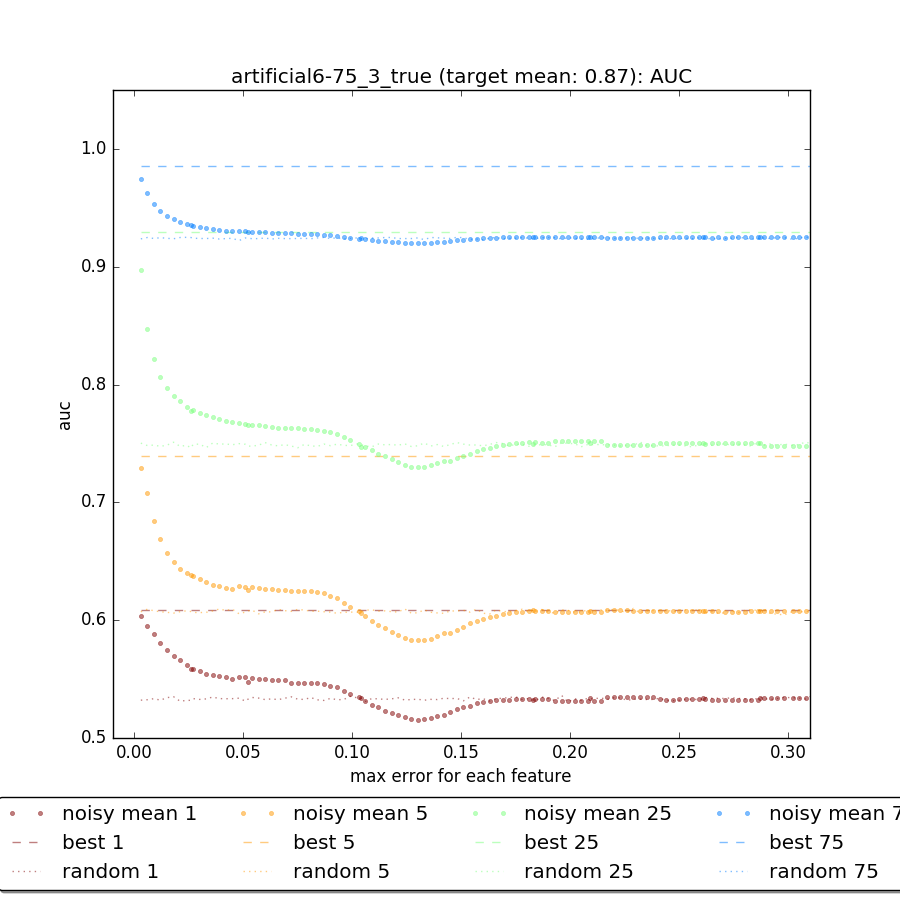 artificial6-75_3_true (target mean: 0.87): AUC
1.0
0.9
0.8
0.7
0.6
0.5
auc
0.00 0.05 0.10 0.15 0.20 0.25 0.30
max error for each feature
noisy mean 1 noisy mean 5 noisy mean 25 noisy mean 7
best 1 best 5 best 25 best 75
random 1 random 5 random 25 random 75